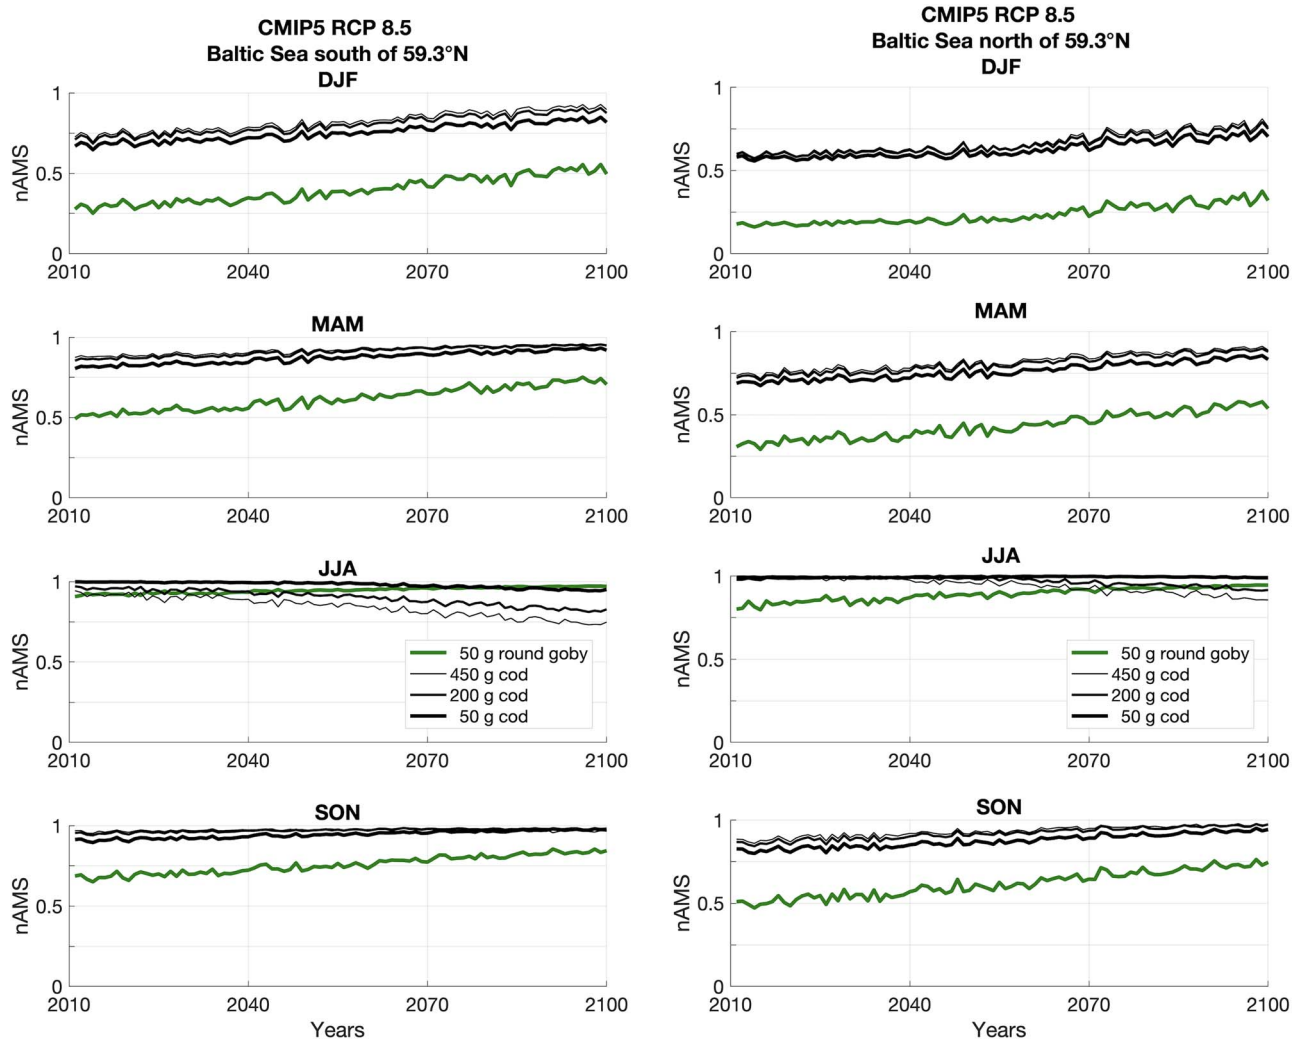 CMIP5 RCP 8.5
Baltic Sea south of 59.3°N
DJF
1
0.5
0
nAMS
2010 2040 2070 2100
MAM
1
0.5
0
nAMS
2010 2040 2070 2100
JJA
1
0.5
0
nAMS
50 g round goby
450 g cod
200 g cod
50 g cod
2010 2040 2070 2100
SON
1
0.5
0
nAMS
2010 2040 2070 2100
Years
CMIP5 RCP 8.5
Baltic Sea north of 59.3°N
DJF
1
0.5
0
nAMS
2010 2040 2070 2100
MAM
1
0.5
0
nAMS
2010 2040 2070 2100
JJA
1
0.5
0
nAMS
50 g round goby
450 g cod
200 g cod
50 g cod
2010 2040 2070 2100
SON
1
0.5
0
nAMS
2010 2040 2070 2100
Years